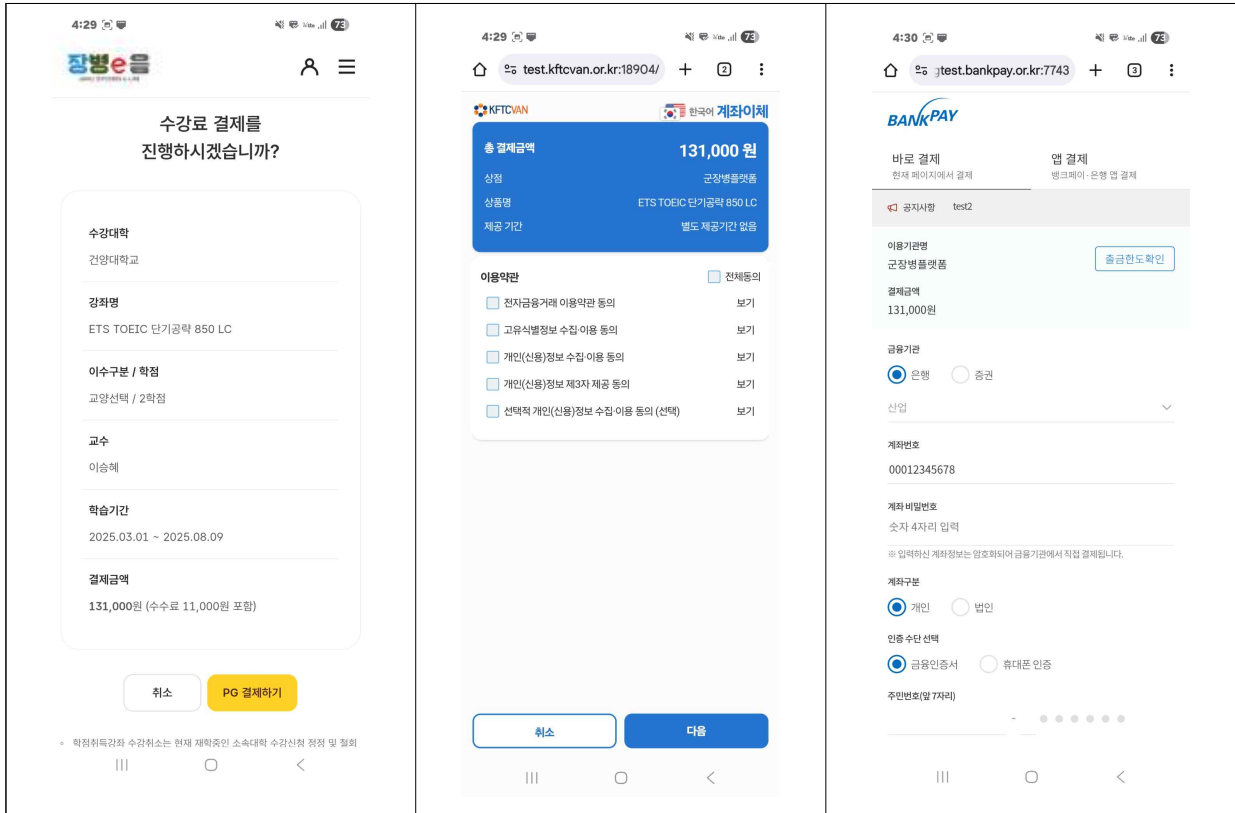 4:29
73
장병e음
수강료 결제를
진행하시겠습니까?
수강대학
건양대학교
강좌명
ETS TOEIC 단기공략 850 LC
이수구분 / 학점
교양선택 / 2학점
교수
이승혜
학습기간
2025.03.01 ~ 2025.08.09
결제금액
131,000원 (수수료 11,000원 포함)
취소
PG 결제하기
학점취득강좌 수강취소는 현재 재학중인 소속대학 수강신청 정정 및 철회
4:29
73
test.kftcvan.or.kr:18904/
2
KFTCVAN
한국어 계좌이체
총 결제금액 131,000 원
상점 군장병플랫폼
상품명 ETS TOEIC 단기공략 850 LC
제공 기간 별도 제공기간 없음
이용약관 전체동의
전자금융거래 이용약관 동의 보기
고유식별정보 수집·이용 동의 보기
개인(신용)정보 수집·이용 동의 보기
개인(신용)정보 제3자 제공 동의 보기
선택적 개인(신용)정보 수집·이용 동의 (선택) 보기
취소
다음
4:30
73
test.bankpay.or.kr:7743
3
BANKPAY
바로 결제 앱 결제
현재 페이지에서 결제 뱅크페이·은행 앱 결제
공지사항 test2
이용기관명
군장병플랫폼
출금한도확인
결제금액
131,000원
금융기관
은행 증권
산업
계좌번호
00012345678
계좌 비밀번호
숫자 4자리 입력
※ 입력하신 계좌정보는 암호화되어 금융기관에서 직접 결제됩니다.
계좌구분
개인 법인
인증 수단 선택
금융인증서 휴대폰 인증
주민번호(앞 7자리)
-